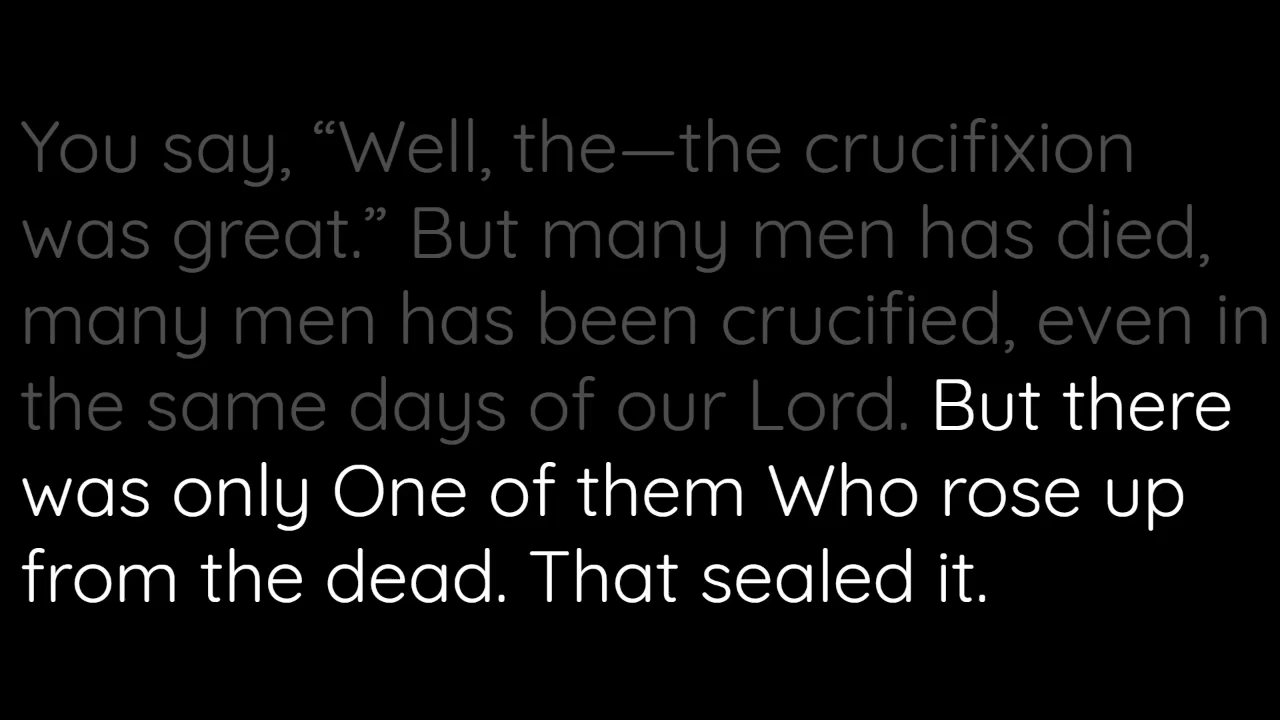 You say, “Well, the—the crucifixion
was great.” But many men has died,
many men has been crucified, even in
the same days of our Lord. But there
was only One of them Who rose up
from the dead. That sealed it.